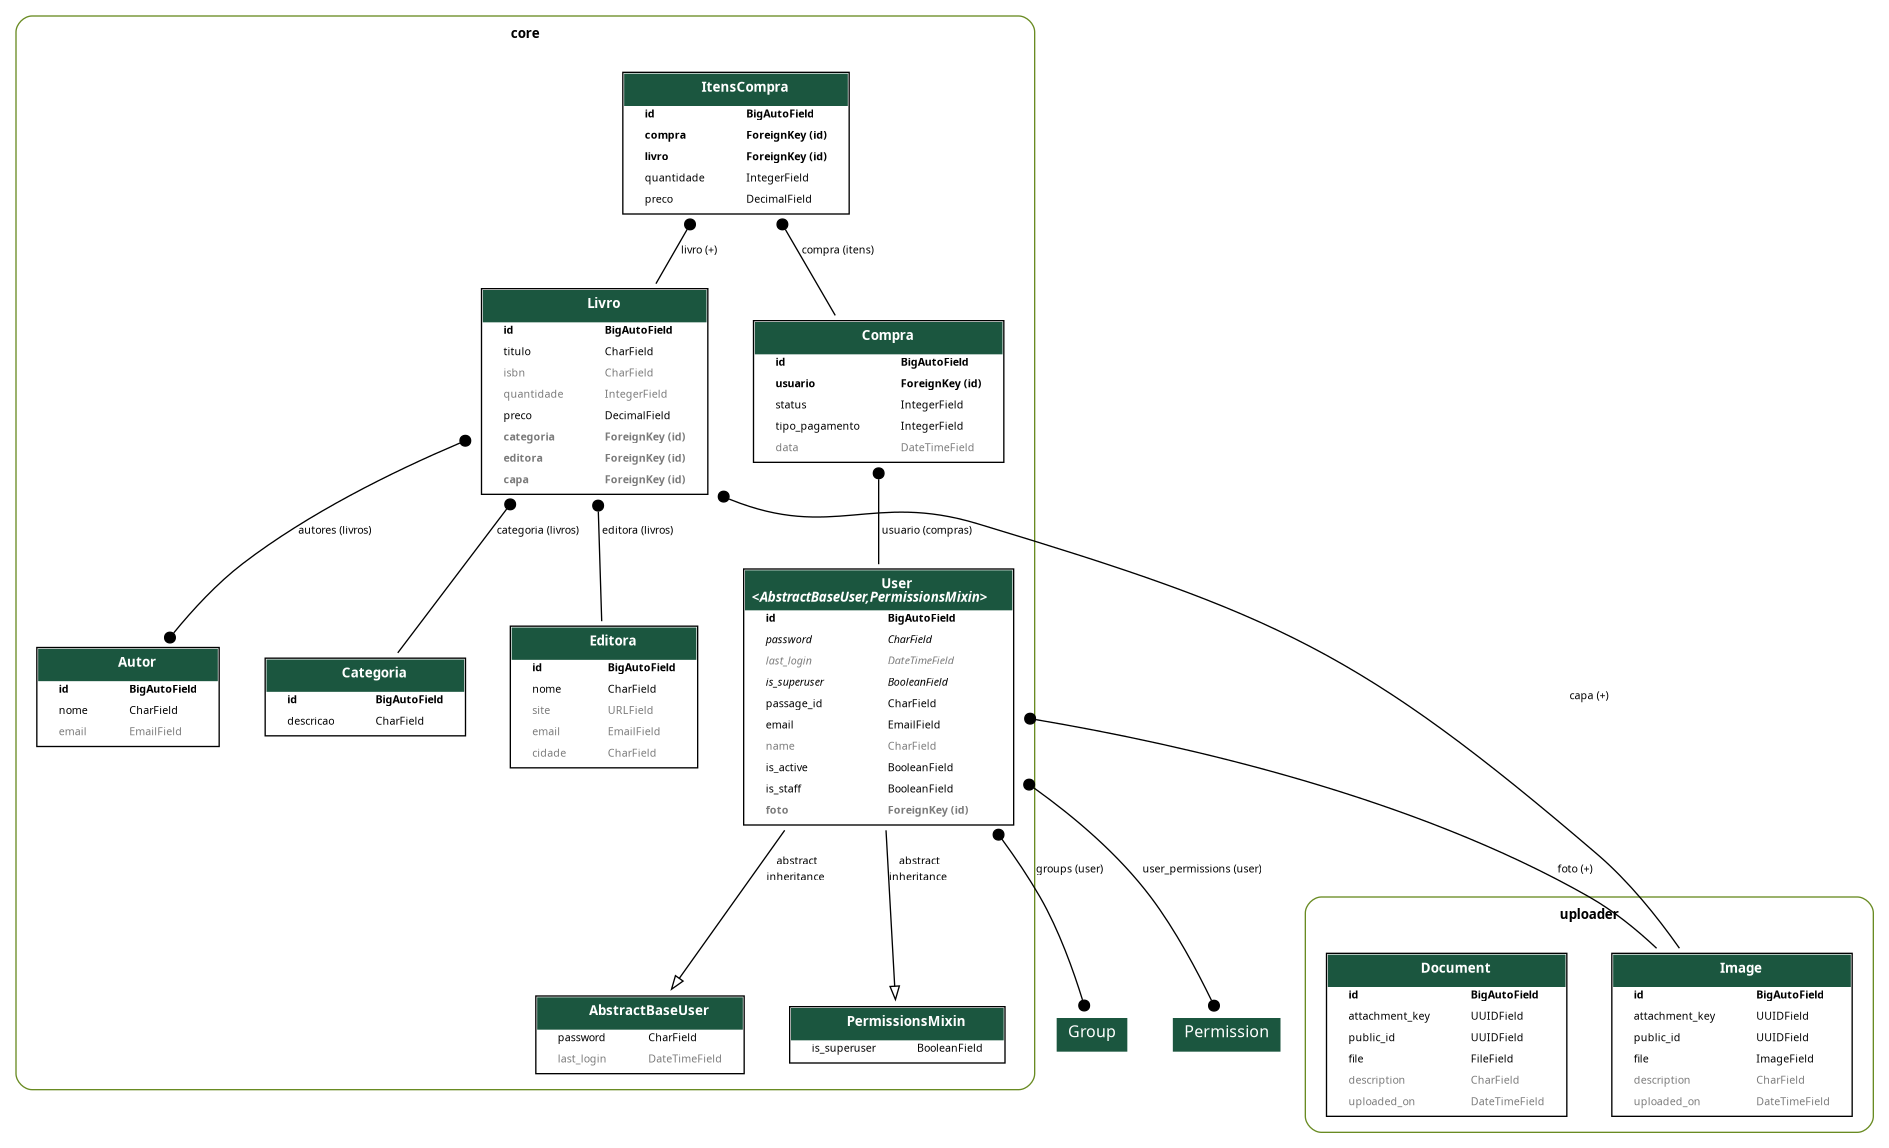 core
ItensCompra
id BigAutoField
compra ForeignKey (id)
livro ForeignKey (id)
quantidade IntegerField
preco DecimalField
livro (+)
compra (itens)
Livro
id BigAutoField
titulo CharField
isbn CharField
quantidade IntegerField
preco DecimalField
categoria ForeignKey (id)
editora ForeignKey (id)
capa ForeignKey (id)
Compra
id BigAutoField
usuario ForeignKey (id)
status IntegerField
tipo_pagamento IntegerField
data DateTimeField
autores (livros)
categoria (livros)
editora (livros)
usuario (compras)
capa (+)
Autor
id BigAutoField
nome CharField
email EmailField
Categoria
id BigAutoField
descricao CharField
Editora
id BigAutoField
nome CharField
site URLField
email EmailField
cidade CharField
User
<AbstractBaseUser,PermissionsMixin>
id BigAutoField
password CharField
last_login DateTimeField
is_superuser BooleanField
passage_id CharField
email EmailField
name CharField
is_active BooleanField
is_staff BooleanField
foto ForeignKey (id)
abstract
inheritance
abstract
inheritance
groups (user)
user_permissions (user)
foto (+)
AbstractBaseUser
password CharField
last_login DateTimeField
PermissionsMixin
is_superuser BooleanField
Group
Permission
uploader
Document
id BigAutoField
attachment_key UUIDField
public_id UUIDField
file FileField
description CharField
uploaded_on DateTimeField
Image
id BigAutoField
attachment_key UUIDField
public_id UUIDField
file ImageField
description CharField
uploaded_on DateTimeField